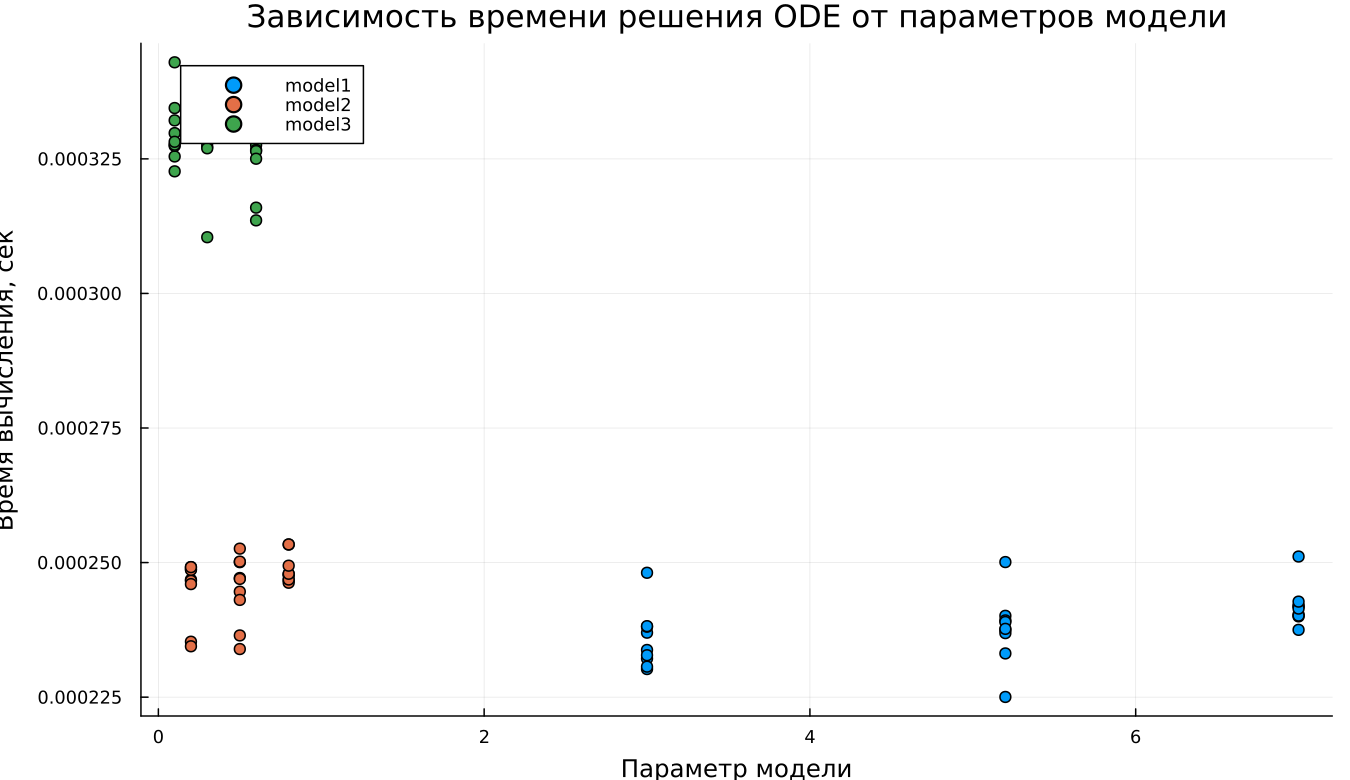 Зависимость времени решения ODE от параметров модели
model1
model2
model3
0.000325
0.000300
0.000275
0.000250
0.000225
Время вычисления, сек
0 2 4 6
Параметр модели